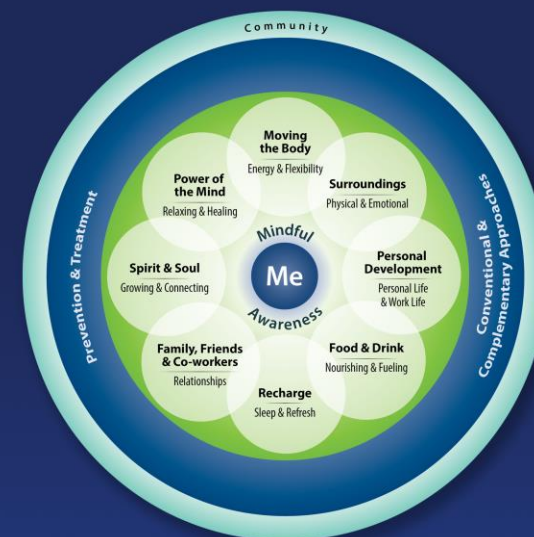 Community
Prevention & Treatment
Conventional &
Complementary Approaches
Moving
the Body
Energy & Flexibility
Surroundings
Physical & Emotional
Personal
Development
Personal Life
& Work Life
Food & Drink
Nourishing & Fueling
Recharge
Sleep & Refresh
Family, Friends
& Co-workers
Relationships
Spirit & Soul
Growing & Connecting
Power of
the Mind
Relaxing & Healing
Mindful
Me
Awareness